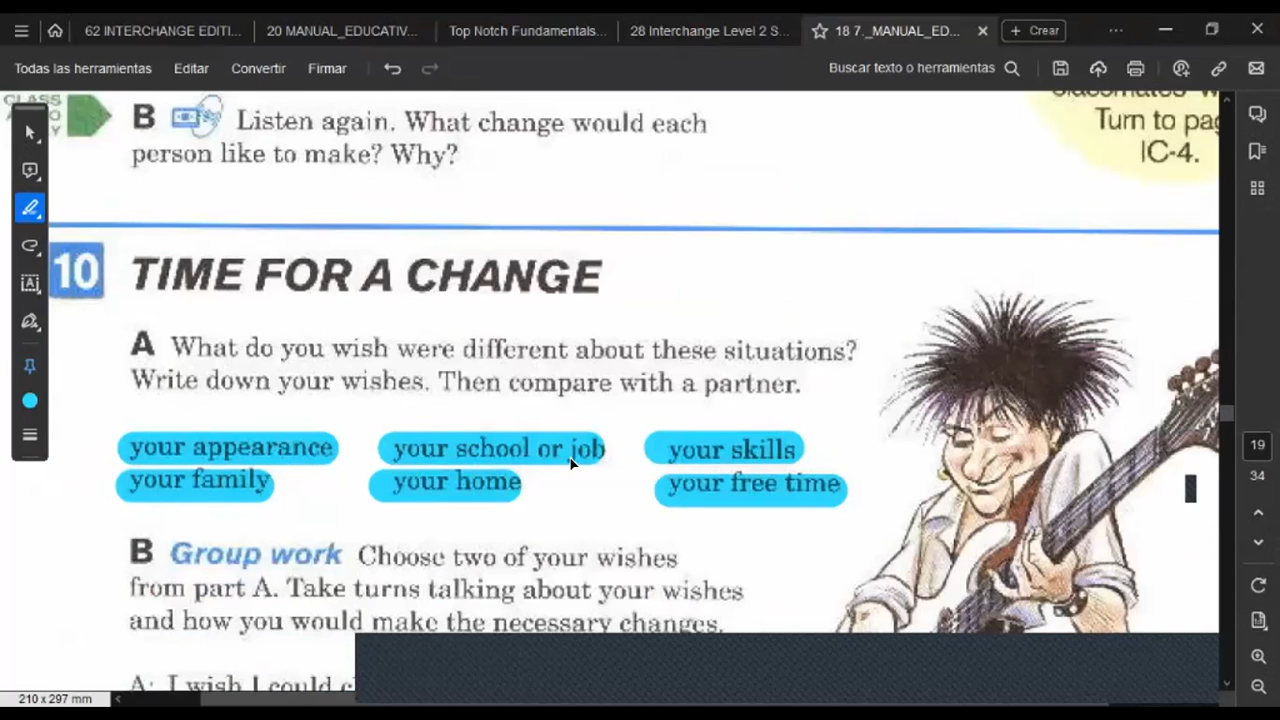 62 INTERCHANGE EDITI...
20 MANUAL_EDUCATIV...
Top Notch Fundamentals...
28 Interchange Level 2 S...
18 7._MANUAL_ED...
+ Crear
Todas las herramientas
Editar
Convertir
Firmar
Buscar texto o herramientas
CLASS
B Listen again. What change would each
person like to make? Why?
Turn to pag
IC-4.
10 TIME FOR A CHANGE
A What do you wish were different about these situations?
Write down your wishes. Then compare with a partner.
your appearance your school or job your skills
your family your home your free time
B Group work Choose two of your wishes
from part A. Take turns talking about your wishes
and how you would make the necessary changes.
A: I wish I could
19
34
210 x 297 mm